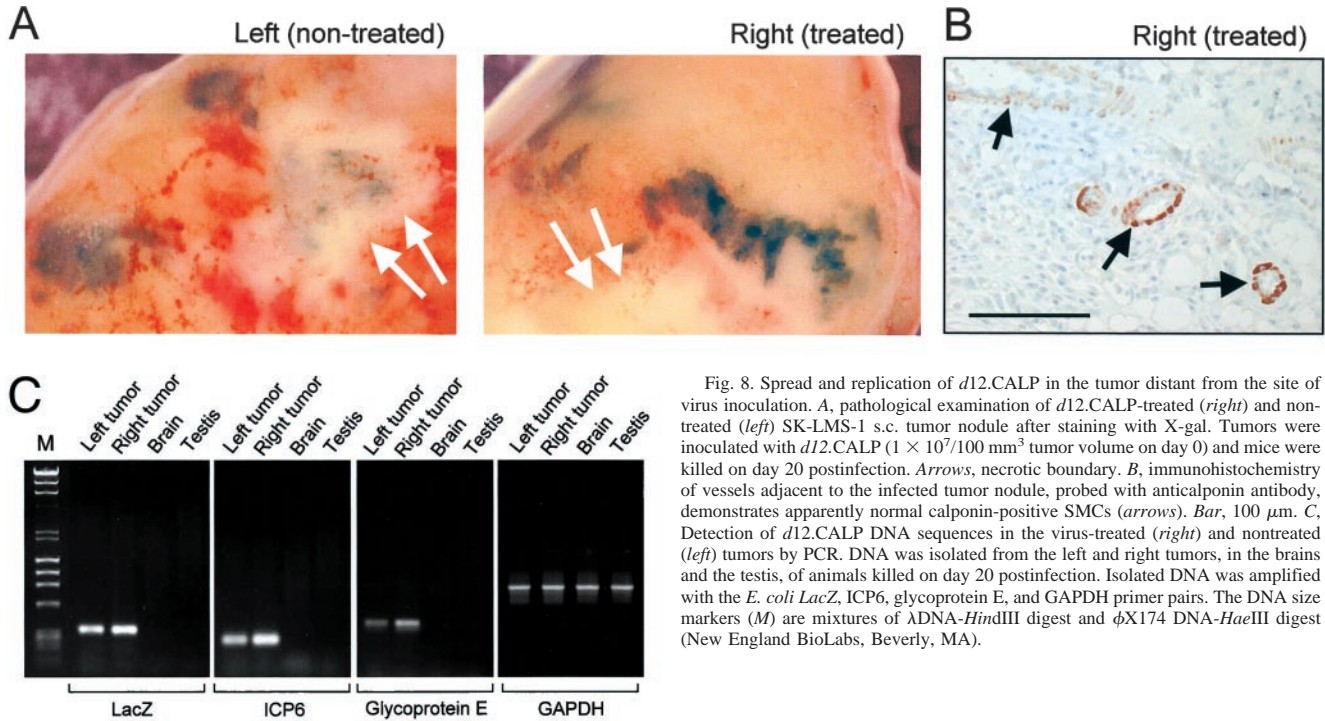 A
Left (non-treated)
Right (treated)
B
Right (treated)
C
Left tumor
Right tumor
Brain
Testis
Left tumor
Right tumor
Brain
Testis
Left tumor
Right tumor
Brain
Testis
Left tumor
Right tumor
Brain
Testis
M
LacZ
ICP6
Glycoprotein E
GAPDH
Fig. 8. Spread and replication of d12.CALP in the tumor distant from the site of
virus inoculation. A, pathological examination of d12.CALP-treated (right) and non-
treated (left) SK-LMS-1 s.c. tumor nodule after staining with X-gal. Tumors were
inoculated with d12.CALP (1 × 10⁷/100 mm³ tumor volume on day 0) and mice were
killed on day 20 postinfection. Arrows, necrotic boundary. B, immunohistochemistry
of vessels adjacent to the infected tumor nodule, probed with anticalponin antibody,
demonstrates apparently normal calponin-positive SMCs (arrows). Bar, 100 μm. C,
Detection of d12.CALP DNA sequences in the virus-treated (right) and nontreated
(left) tumors by PCR. DNA was isolated from the left and right tumors, in the brains
and the testis, of animals killed on day 20 postinfection. Isolated DNA was amplified
with the E. coli LacZ, ICP6, glycoprotein E, and GAPDH primer pairs. The DNA size
markers (M) are mixtures of λDNA-HindIII digest and ϕX174 DNA-HaeIII digest
(New England BioLabs, Beverly, MA).